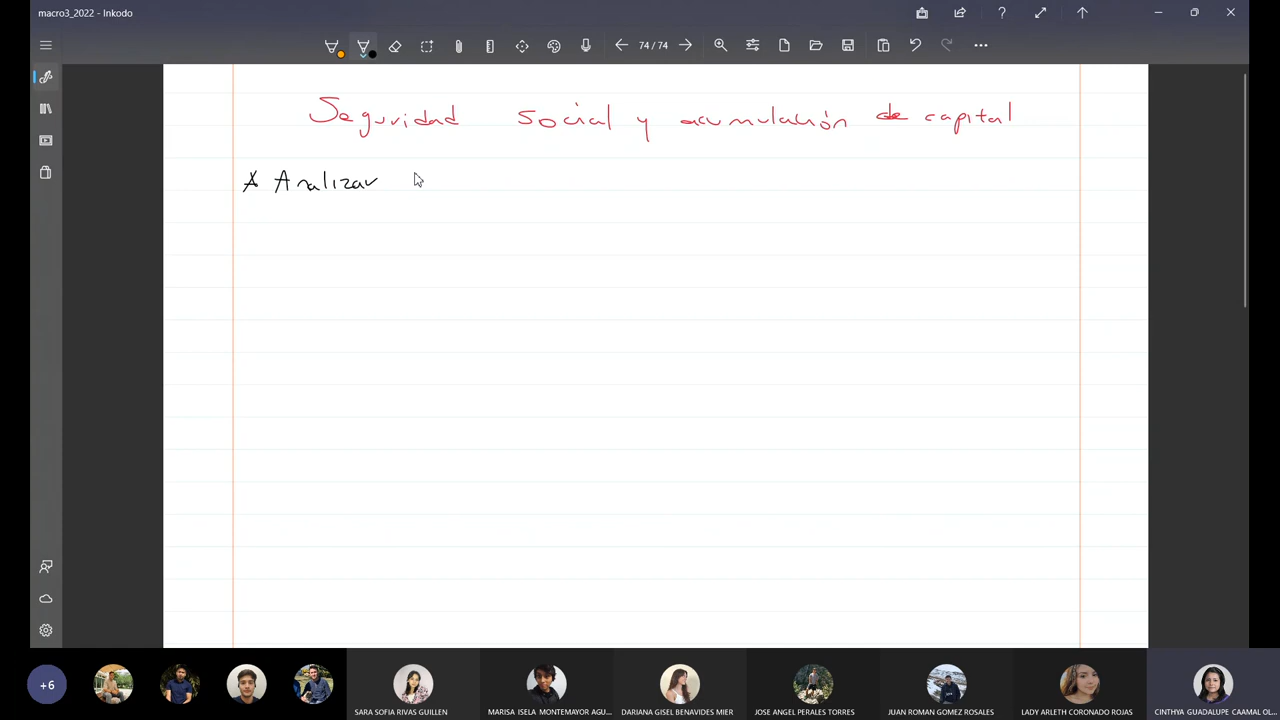 macro3_2022 - Inkodo
74 / 74
Seguridad social y acumulación de capital
Analizar
+6
SARA SOFIA RIVAS GUILLEN
MARISA ISELA MONTEMAYOR AGU...
DARIANA GISEL BENAVIDES MIER
JOSE ANGEL PERALES TORRES
JUAN ROMAN GOMEZ ROSALES
LADY ARLETH CORONADO ROJAS
CINTHYA GUADALUPE CAAMAL OL...